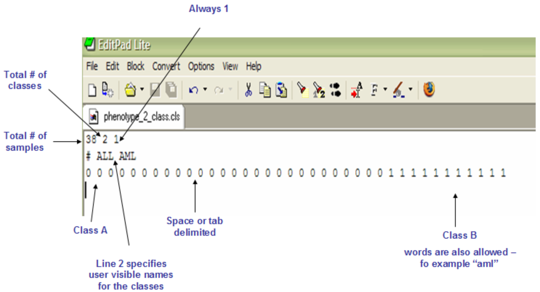 Always 1
EditPad Lite
File Edit Block Convert Options View Help
Total # of
classes
phenotype_2_class.cls
Total # of
samples
38 2 1
# ALL AML
0 0 0 0 0 0 0 0 0 0 0 0 0 0 0 0 0 0 0 0 0 0 0 0 0 0 0 1 1 1 1 1 1 1 1 1 1 1
Class A
Space or tab
delimited
Class B
words are also allowed –
fo example “aml”
Line 2 specifies
user visible names
for the classes